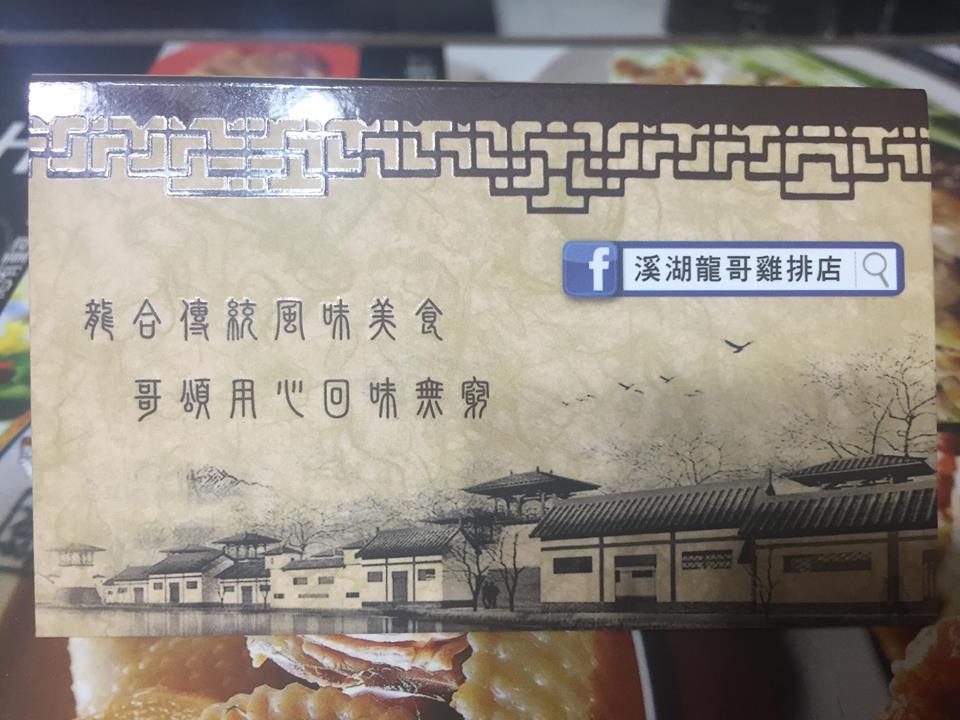 f 溪湖龍哥雞排店
龍合傳統風味美食
哥頌用心回味無窮